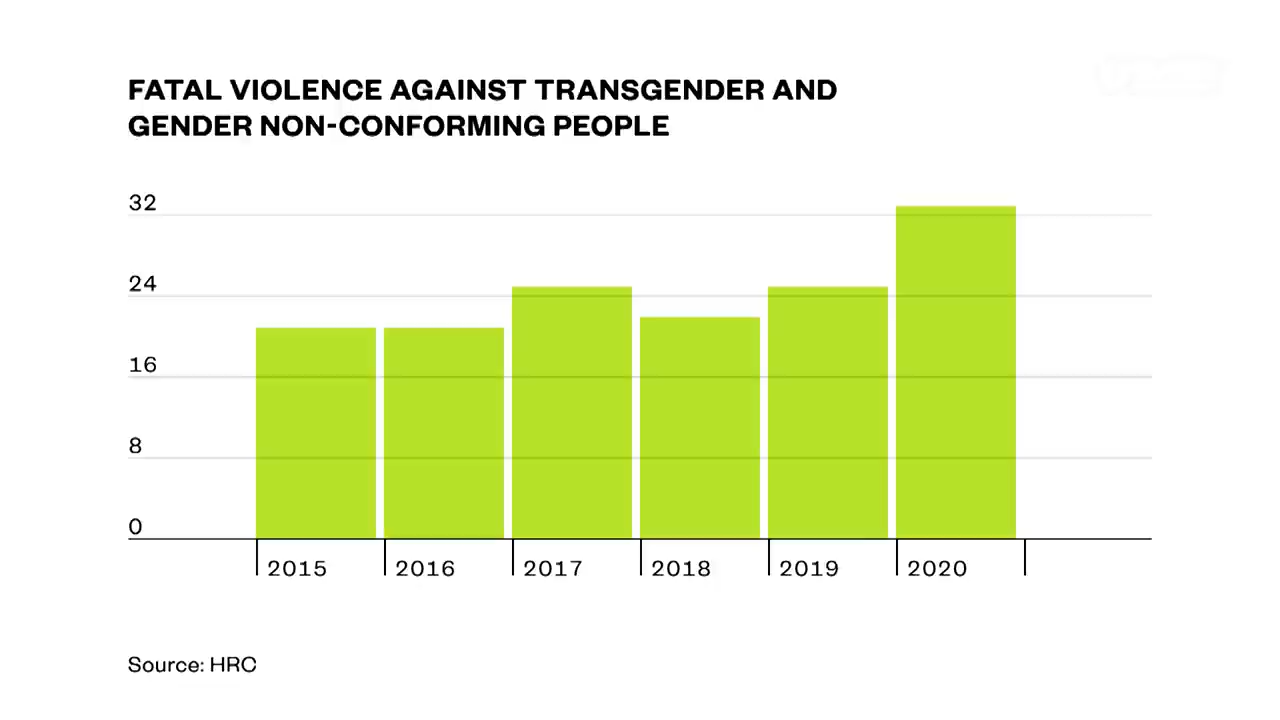 FATAL VIOLENCE AGAINST TRANSGENDER AND
GENDER NON-CONFORMING PEOPLE
32
24
16
8
0
2015 2016 2017 2018 2019 2020
Source: HRC